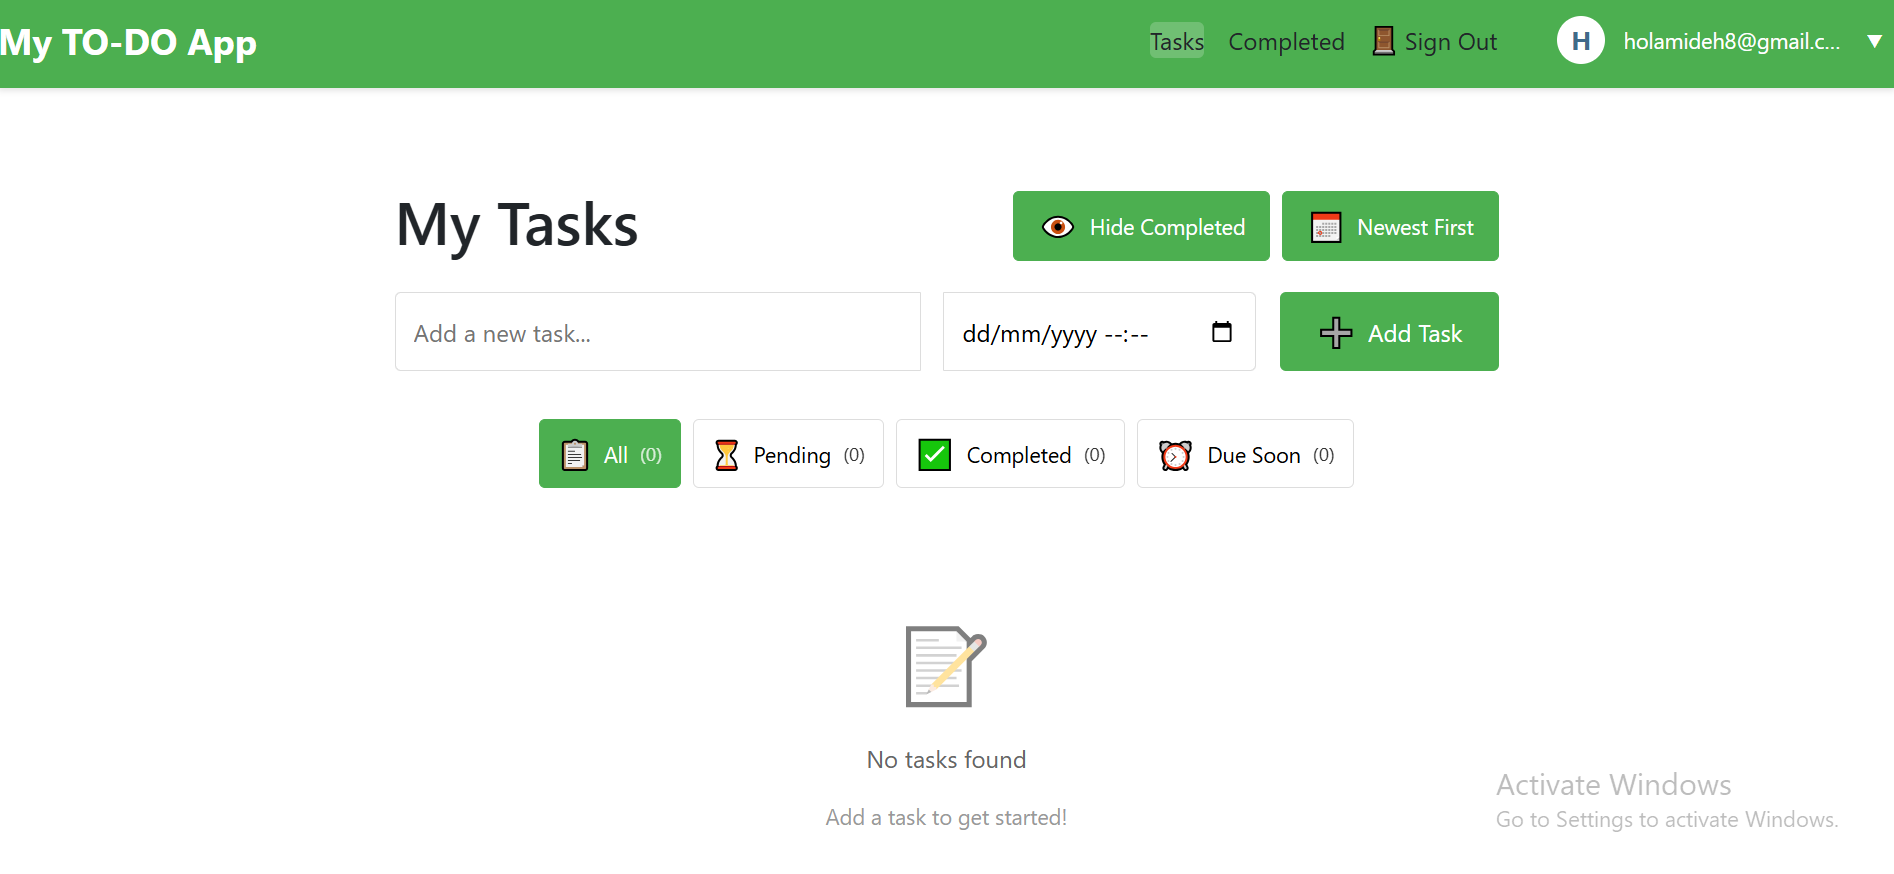 My TO-DO App
Tasks Completed Sign Out H holamideh8@gmail.c... ▼
My Tasks
Hide Completed Newest First
Add a new task... dd/mm/yyyy --:-- Add Task
All (0) Pending (0) Completed (0) Due Soon (0)
No tasks found
Add a task to get started!
Activate Windows
Go to Settings to activate Windows.